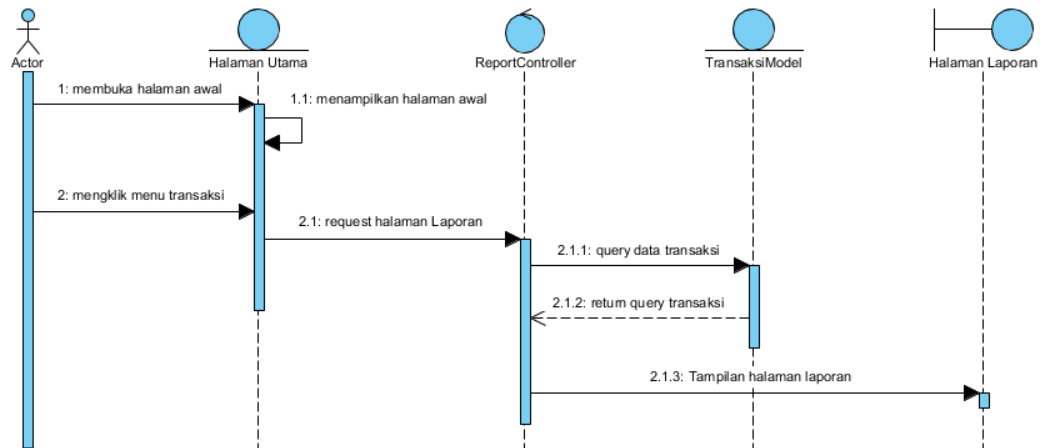 Actor
Halaman Utama
ReportController
TransaksiModel
Halaman Laporan
1: membuka halaman awal
1.1: menampilkan halaman awal
2: mengklik menu transaksi
2.1: request halaman Laporan
2.1.1: query data transaksi
2.1.2: return query transaksi
2.1.3: Tampilan halaman laporan